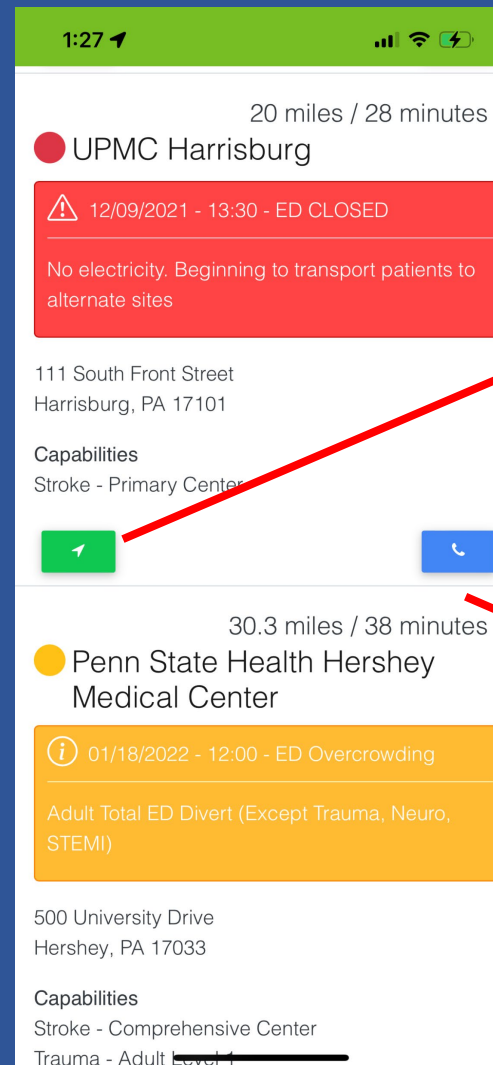 1:27
20 miles / 28 minutes
UPMC Harrisburg
12/09/2021 - 13:30 - ED CLOSED
No electricity. Beginning to transport patients to
alternate sites
111 South Front Street
Harrisburg, PA 17101
Capabilities
Stroke - Primary Center
30.3 miles / 38 minutes
Penn State Health Hershey
Medical Center
01/18/2022 - 12:00 - ED Overcrowding
Adult Total ED Divert (Except Trauma, Neuro,
STEMI)
500 University Drive
Hershey, PA 17033
Capabilities
Stroke - Comprehensive Center
Trauma - Adult Level 1